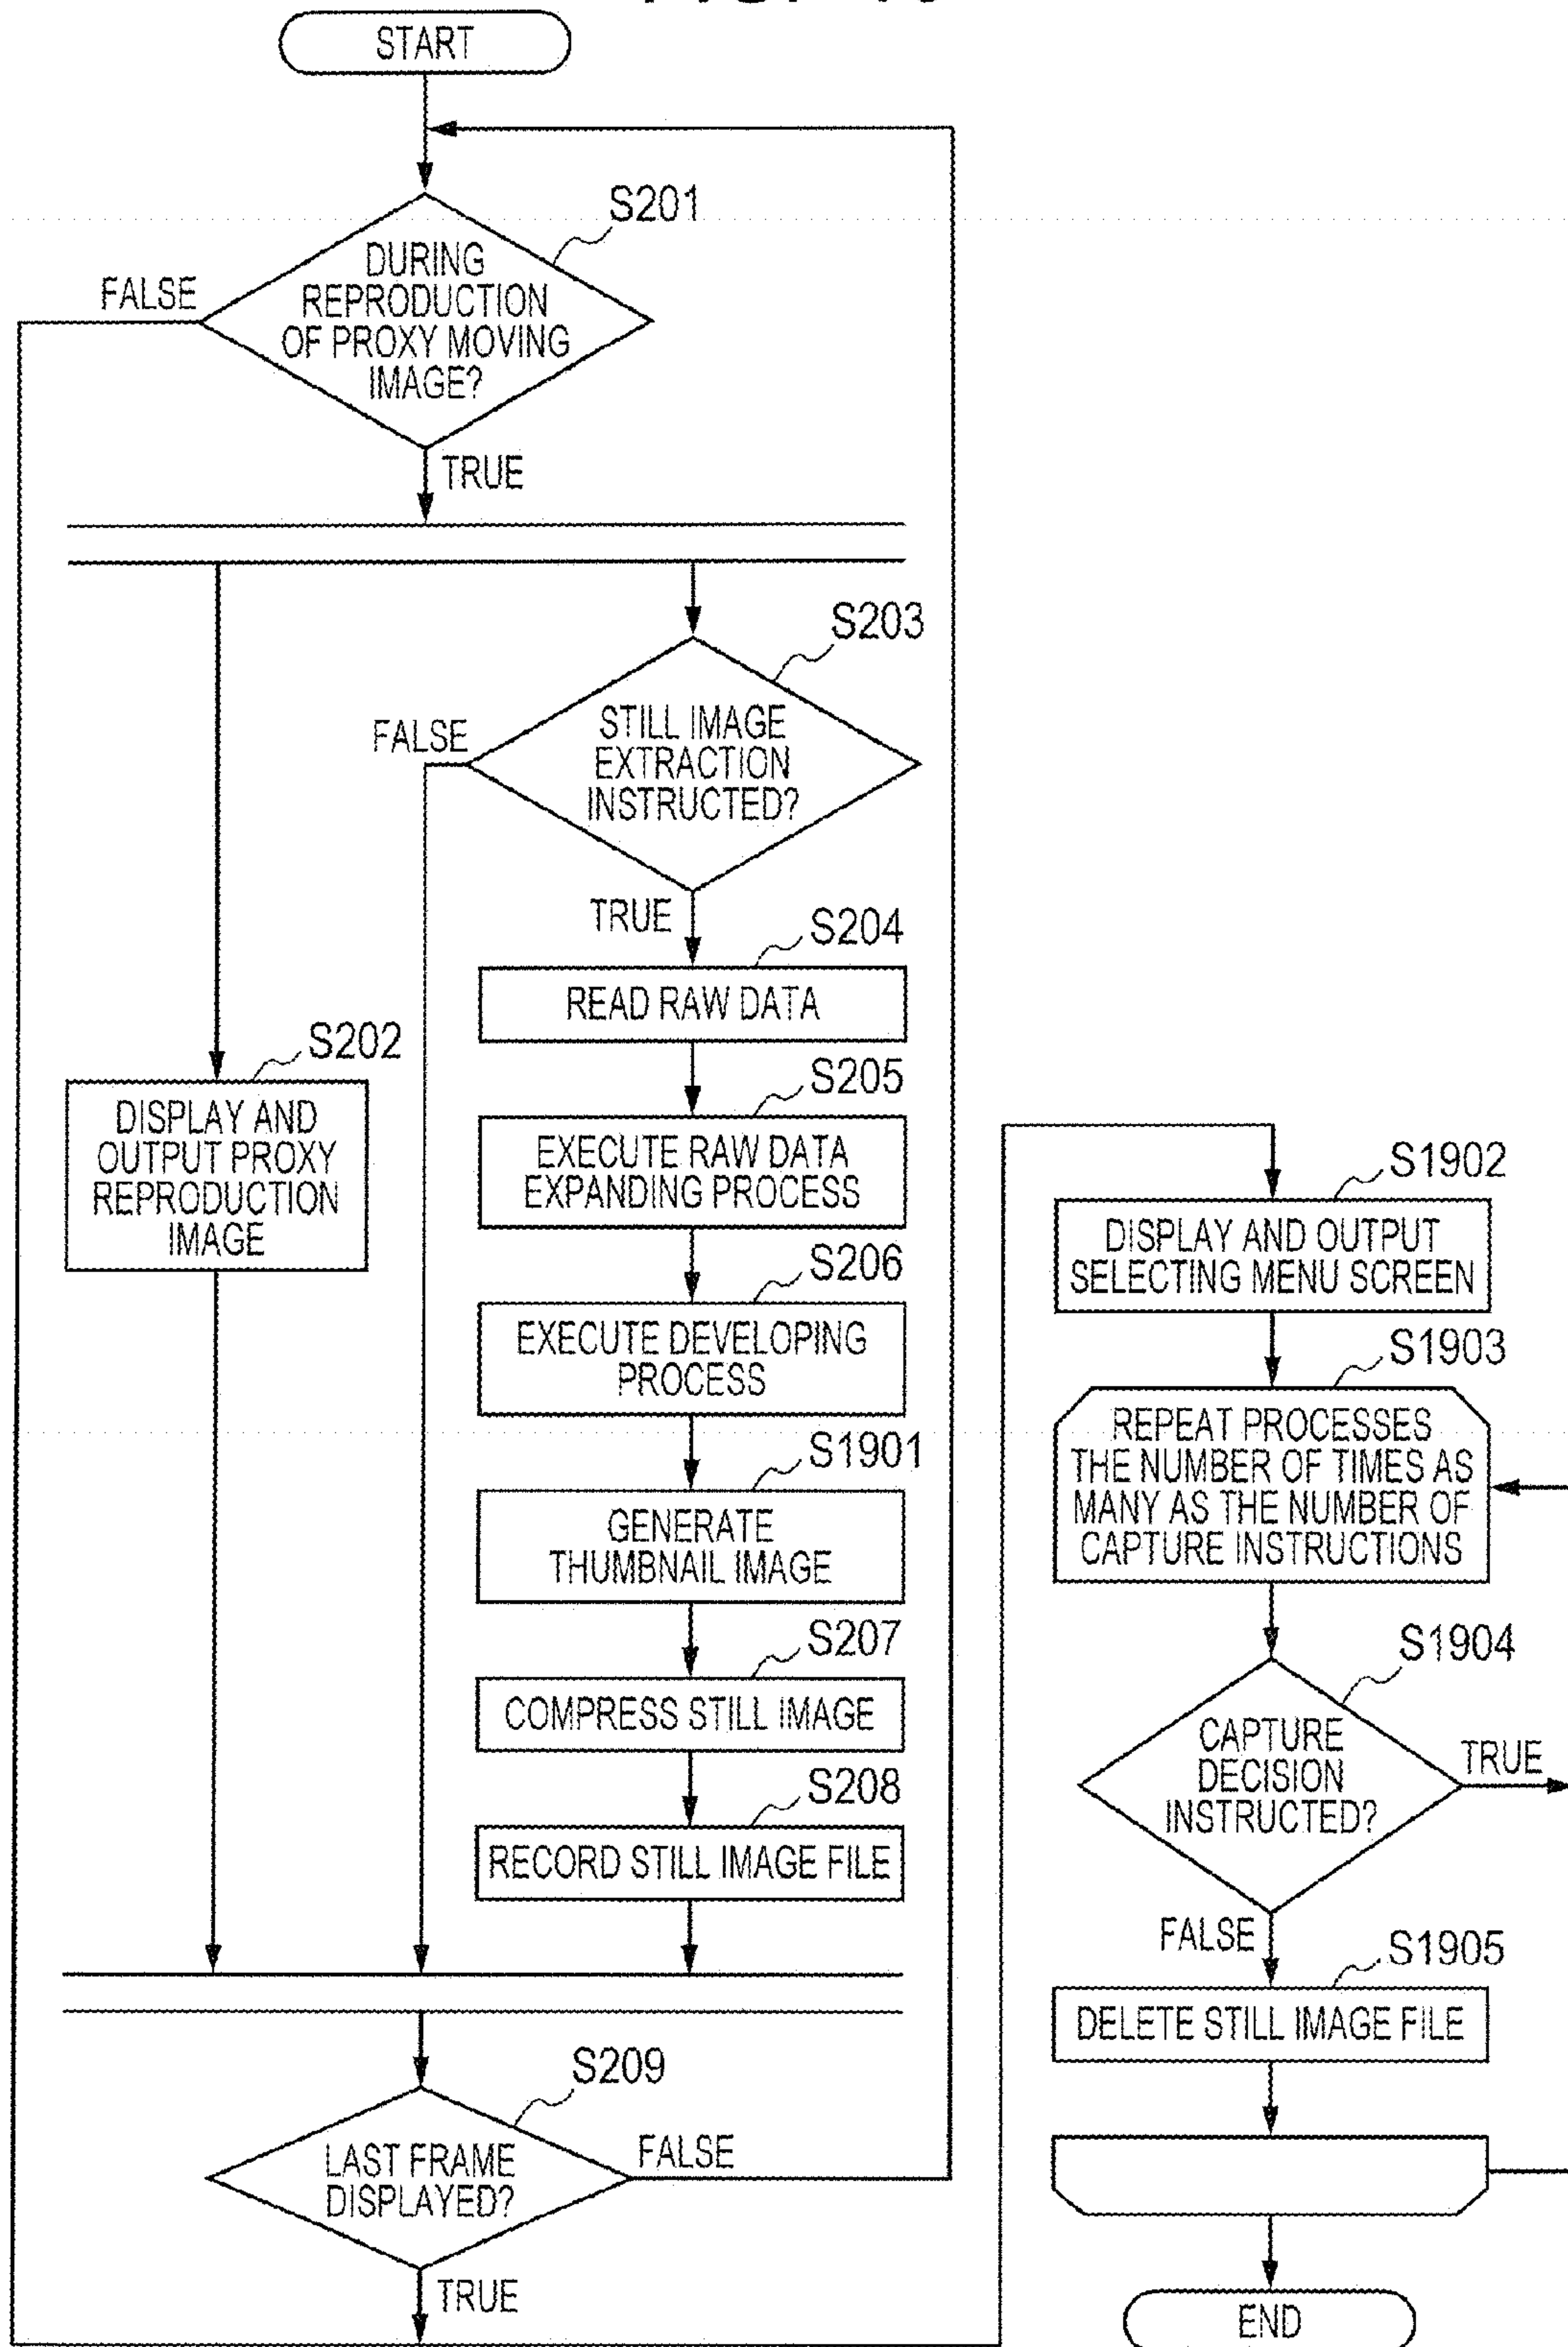 START
S201
DURING
REPRODUCTION
OF PROXY MOVING
IMAGE?
FALSE
TRUE
S203
STILL IMAGE
EXTRACTION
INSTRUCTED?
FALSE
TRUE
S204
READ RAW DATA
S202
DISPLAY AND
OUTPUT PROXY
REPRODUCTION
IMAGE
S205
EXECUTE RAW DATA
EXPANDING PROCESS
S206
EXECUTE DEVELOPING
PROCESS
S1901
GENERATE
THUMBNAIL IMAGE
S207
COMPRESS STILL IMAGE
S208
RECORD STILL IMAGE FILE
S209
LAST FRAME
DISPLAYED?
FALSE
TRUE
S1902
DISPLAY AND OUTPUT
SELECTING MENU SCREEN
S1903
REPEAT PROCESSES
THE NUMBER OF TIMES AS
MANY AS THE NUMBER OF
CAPTURE INSTRUCTIONS
S1904
CAPTURE
DECISION
INSTRUCTED?
TRUE
FALSE
S1905
DELETE STILL IMAGE FILE
END